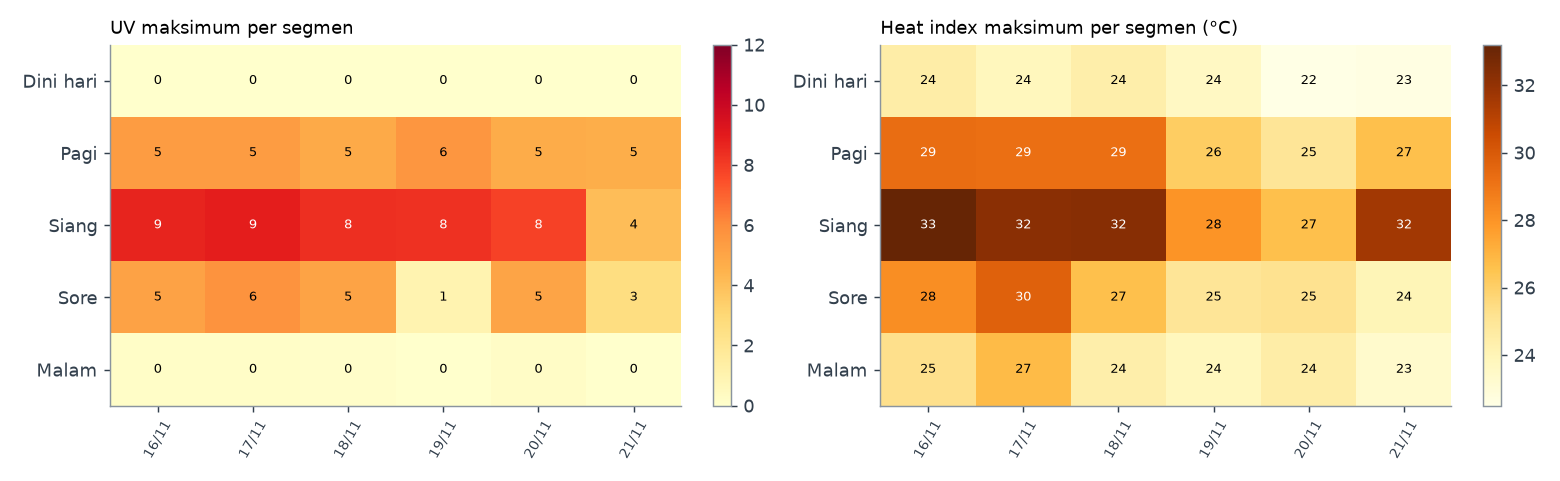 UV maksimum per segmen
12
10
8
6
4
2
0
Dini hari 0 0 0 0 0 0
Pagi 5 5 5 6 5 5
Siang 9 9 8 8 8 4
Sore 5 6 5 1 5 3
Malam 0 0 0 0 0 0
16/11 17/11 18/11 19/11 20/11 21/11
Heat index maksimum per segmen (°C)
32
30
28
26
24
Dini hari 24 24 24 24 22 23
Pagi 29 29 29 26 25 27
Siang 33 32 32 28 27 32
Sore 28 30 27 25 25 24
Malam 25 27 24 24 24 23
16/11 17/11 18/11 19/11 20/11 21/11